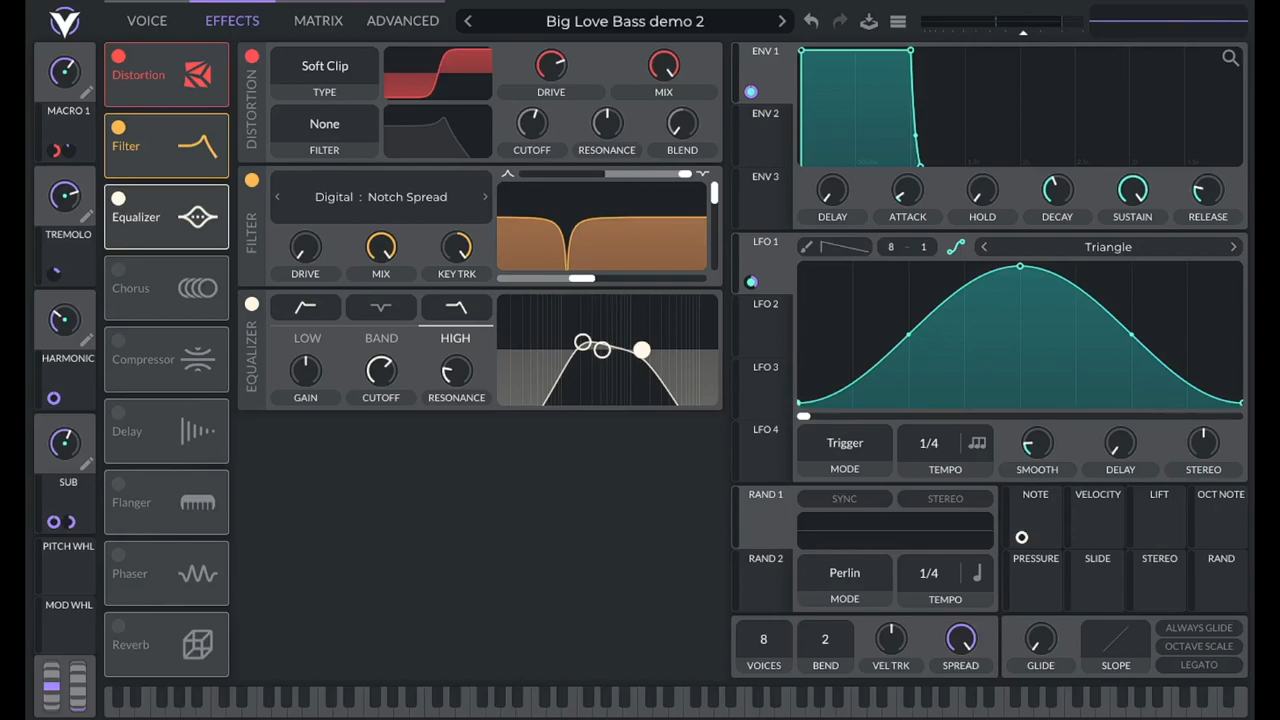 VOICE
EFFECTS
MATRIX
ADVANCED
Big Love Bass demo 2
MACRO 1
TREMOLO
HARMONIC
SUB
PITCH WHL
MOD WHL
Distortion
Filter
Equalizer
Chorus
Compressor
Delay
Flanger
Phaser
Reverb
DISTORTION
Soft Clip
TYPE
None
FILTER
DRIVE
MIX
CUTOFF
RESONANCE
BLEND
FILTER
Digital : Notch Spread
DRIVE
MIX
KEY TRK
EQUALIZER
LOW
BAND
HIGH
GAIN
CUTOFF
RESONANCE
ENV 1
ENV 2
ENV 3
DELAY
ATTACK
HOLD
DECAY
SUSTAIN
RELEASE
LFO 1
LFO 2
LFO 3
LFO 4
8 - 1
Triangle
Trigger
MODE
1/4
TEMPO
SMOOTH
DELAY
STEREO
RAND 1
RAND 2
SYNC
STEREO
Perlin
MODE
1/4
TEMPO
NOTE
VELOCITY
LIFT
OCT NOTE
PRESSURE
SLIDE
STEREO
RAND
8
VOICES
2
BEND
VEL TRK
SPREAD
GLIDE
SLOPE
ALWAYS GLIDE
OCTAVE SCALE
LEGATO